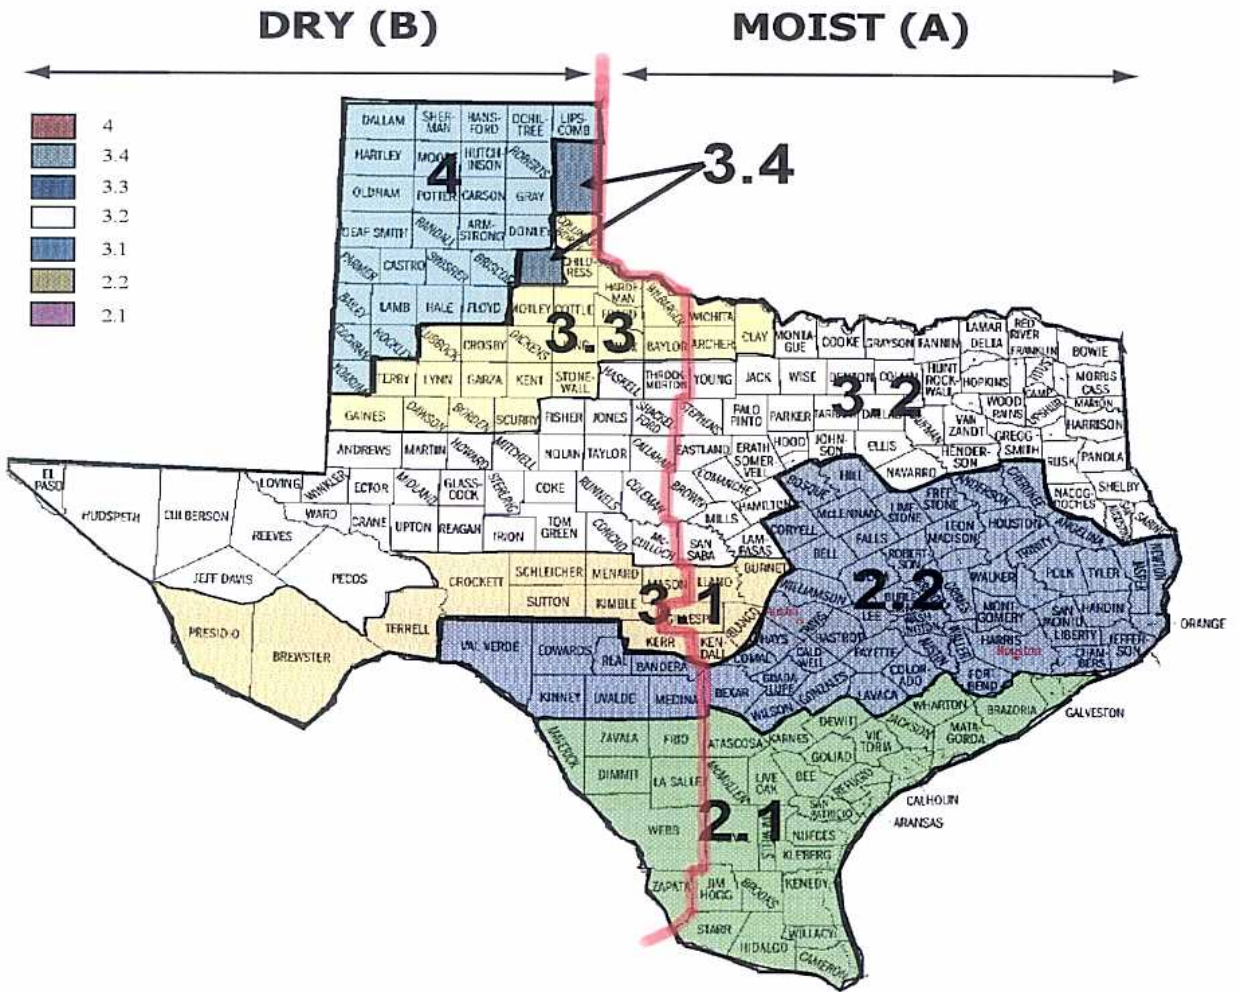 DRY (B)
MOIST (A)
4
3.4
3.3
3.2
3.1
2.2
2.1
DALLAM SHER-MAN HANS-FORD OCHIL-TREE LIPS-COMB
HARTLEY MOORE HUTCH-INSON ROBERTS
3.4
4
OLDHAM POTTER CARSON GRAY
DEAF SMITH RANDALL ARM-STRONG DONLEY
PARMER CASTRO SWISHER BRISCOE CHILD-RESS
HARDE-MAN WILBARGER
BAILEY LAMB HALE FLOYD MOTLEY COTTLE WICHITA
3.3
COCHRAN HOCKLEY LUBBOCK CROSBY DICKENS BAYLOR ARCHER CLAY MONTA-GUE COOKE GRAYSON FANNIN LAMAR DELTA RED RIVER FRANKLIN BOWIE
YOAKUM TERRY LYNN GARZA KENT STONE-WALL HASKELL THROCK-MORTON YOUNG JACK WISE DENTON COLLIN HUNT ROCK-WALL HOPKINS TITUS CAMP MORRIS CASS
3.2
GAINES DAWSON BORDEN SCURRY FISHER JONES SHACKEL-FORD STEPHENS PALO PINTO PARKER TARRANT DALLAS KAUFMAN VAN ZANDT WOOD RAINS UPSHUR MARION HARRISON
ANDREWS MARTIN HOWARD MITCHELL NOLAN TAYLOR CALLAHAN EASTLAND ERATH SOMER-VELL HOOD JOHN-SON ELLIS HENDER-SON GREGG SMITH RUSK PANOLA
EL PASO HUDSPETH CULBERSON LOVING WINKLER ECTOR MIDLAND GLASS-COCK STERLING COKE RUNNELS COLEMAN BROWN COMANCHE HAMILTON BOSQUE HILL NAVARRO FREE-STONE ANDERSON CHEROKEE NACOG-DOCHES SHELBY
REEVES WARD CRANE UPTON REAGAN IRION TOM GREEN CONCHO MC-CULLOCH SAN SABA MILLS LAM-PASAS CORYELL McLENNAN LIME-STONE LEON HOUSTON ANGELINA SAN AUGUSTINE SABINE
JEFF DAVIS PECOS CROCKETT SCHLEICHER MENARD MASON LLANO BURNET BELL FALLS ROBERT-SON MADISON TRINITY WALKER POLK TYLER JASPER NEWTON
3.1
2.2
PRESIDIO BREWSTER TERRELL SUTTON KIMBLE GILLESPIE BLANCO WILLIAMSON TRAVIS LEE BURLESON WASH-INGTON GRIMES MONT-GOMERY SAN JACINTO HARDIN ORANGE
Austin
VAL VERDE EDWARDS REAL KERR KEN-DALL BANDERA HAYS COMAL CALD-WELL BASTROP FAYETTE AUSTIN WALLER HARRIS LIBERTY JEFFER-SON CHAM-BERS
Houston
KINNEY UVALDE MEDINA BEXAR GUADA-LUPE WILSON GONZALES LAVACA COLOR-ADO FORT BEND
GALVESTON
MAVERICK ZAVALA FRIO ATASCOSA KARNES DEWITT JACKSON WHARTON MATA-GORDA BRAZORIA
DIMMIT LA SALLE McMULLEN LIVE OAK BEE GOLIAD VIC-TORIA REFUGIO
CALHOUN
ARANSAS
2.1
WEBB SAN PATRICIO NUECES KLEBERG
ZAPATA JIM HOGG BROOKS KENEDY
STARR HIDALGO WILLACY CAMERON